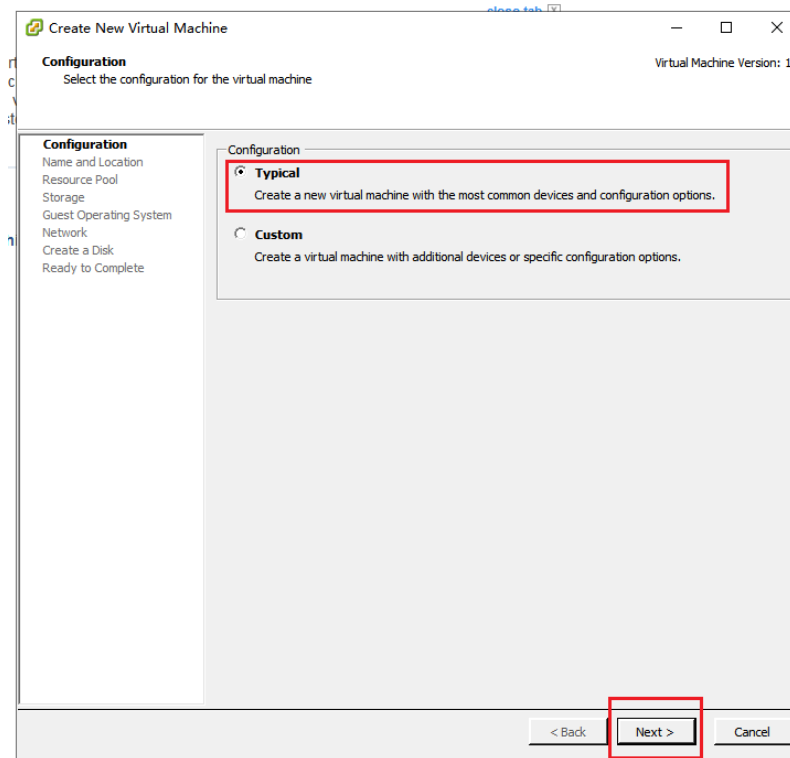 close tab
Create New Virtual Machine
Configuration
Select the configuration for the virtual machine
Virtual Machine Version: 1
Configuration
Name and Location
Resource Pool
Storage
Guest Operating System
Network
Create a Disk
Ready to Complete
Configuration
Typical
Create a new virtual machine with the most common devices and configuration options.
Custom
Create a virtual machine with additional devices or specific configuration options.
< Back
Next >
Cancel